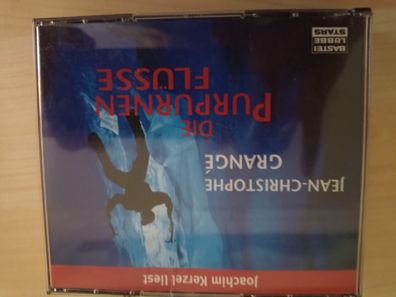 Joachim Kerzel liest
JEAN-CHRISTOPHE
GRANGÉ
DIE
PURPURNEN
FLÜSSE
BASTEI
LÜBBE
STARS